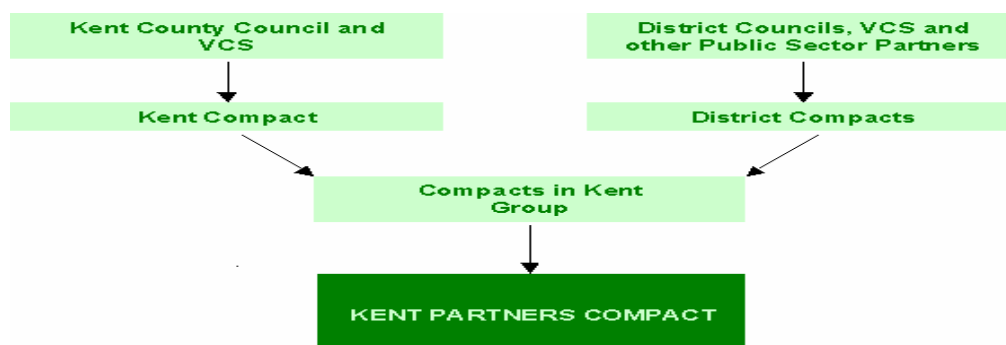 Kent County Council and
VCS
District Councils, VCS and
other Public Sector Partners
Kent Compact
District Compacts
Compacts in Kent
Group
KENT PARTNERS COMPACT